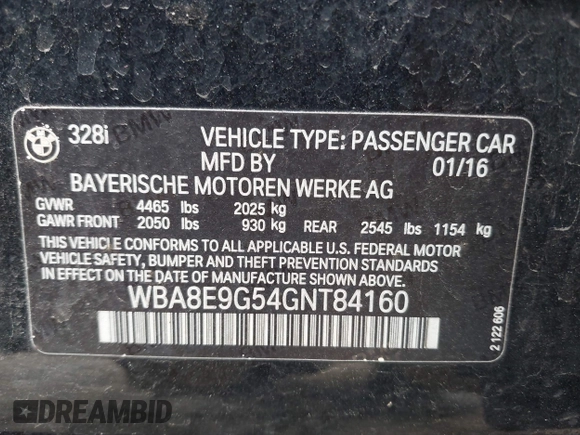 328i VEHICLE TYPE: PASSENGER CAR
MFD BY 01/16
BAYERISCHE MOTOREN WERKE AG
GVWR 4465 lbs 2025 kg
GAWR FRONT 2050 lbs 930 kg REAR 2545 lbs 1154 kg
THIS VEHICLE CONFORMS TO ALL APPLICABLE U.S. FEDERAL MOTOR
VEHICLE SAFETY, BUMPER AND THEFT PREVENTION STANDARDS
IN EFFECT ON THE DATE OF MANUFACTURE SHOWN ABOVE.
WBA8E9G54GNT84160
2 122 606
DREAMBID